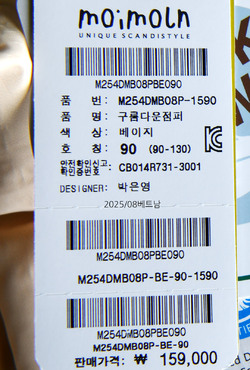 moimoln
UNIQUE SCANDISTYLE
M254DMB08PBE090
품 번: M254DMB08P-1590
품 명: 구름다운점퍼
색 상: 베이지
호 칭: 90 (90-130)
안전확인신고
확인증번호: CB014R731-3001
DESIGNER: 박은영
2025/08베트남
M254DMB08PBE090
M254DMB08P-BE-90-1590
M254DMB08PBE090
M254DMB08P-BE-90-1590
판매가격: ₩ 159,000